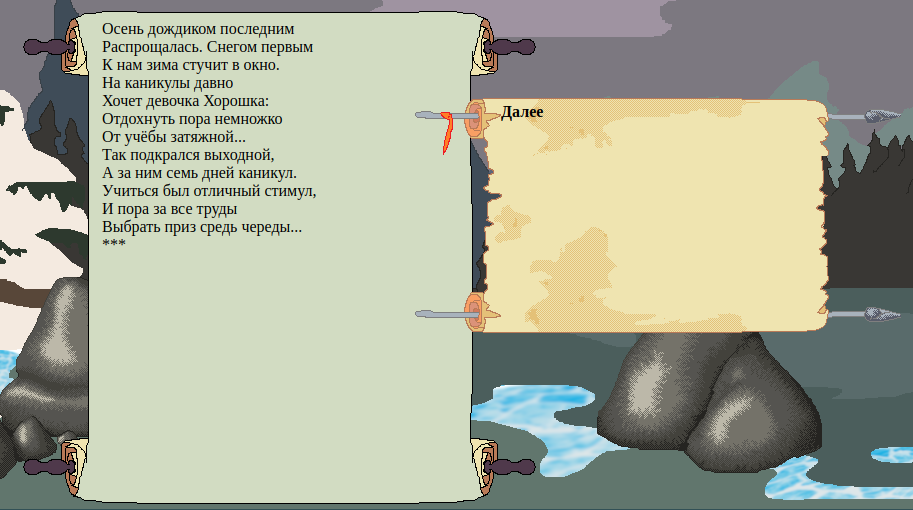 Осень дождиком последним
Распрощалась. Снегом первым
К нам зима стучит в окно.
На каникулы давно
Хочет девочка Хорошка:
Отдохнуть пора немножко
От учёбы затяжной...
Так подкрался выходной,
А за ним семь дней каникул.
Учиться был отличный стимул,
И пора за все труды
Выбрать приз средь череды...
***
Далее